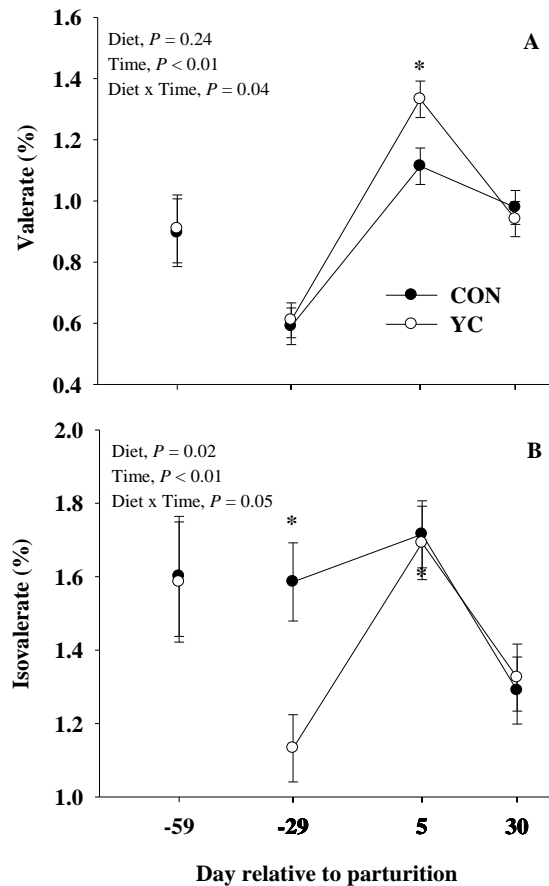 A
Diet, P = 0.24
Time, P < 0.01
Diet x Time, P = 0.04
*
1.6
1.4
1.2
1.0
0.8
0.6
0.4
Valerate (%)
CON
YC
B
Diet, P = 0.02
Time, P < 0.01
Diet x Time, P = 0.05
*
*
2.0
1.8
1.6
1.4
1.2
1.0
Isovalerate (%)
-59 -29 5 30
Day relative to parturition